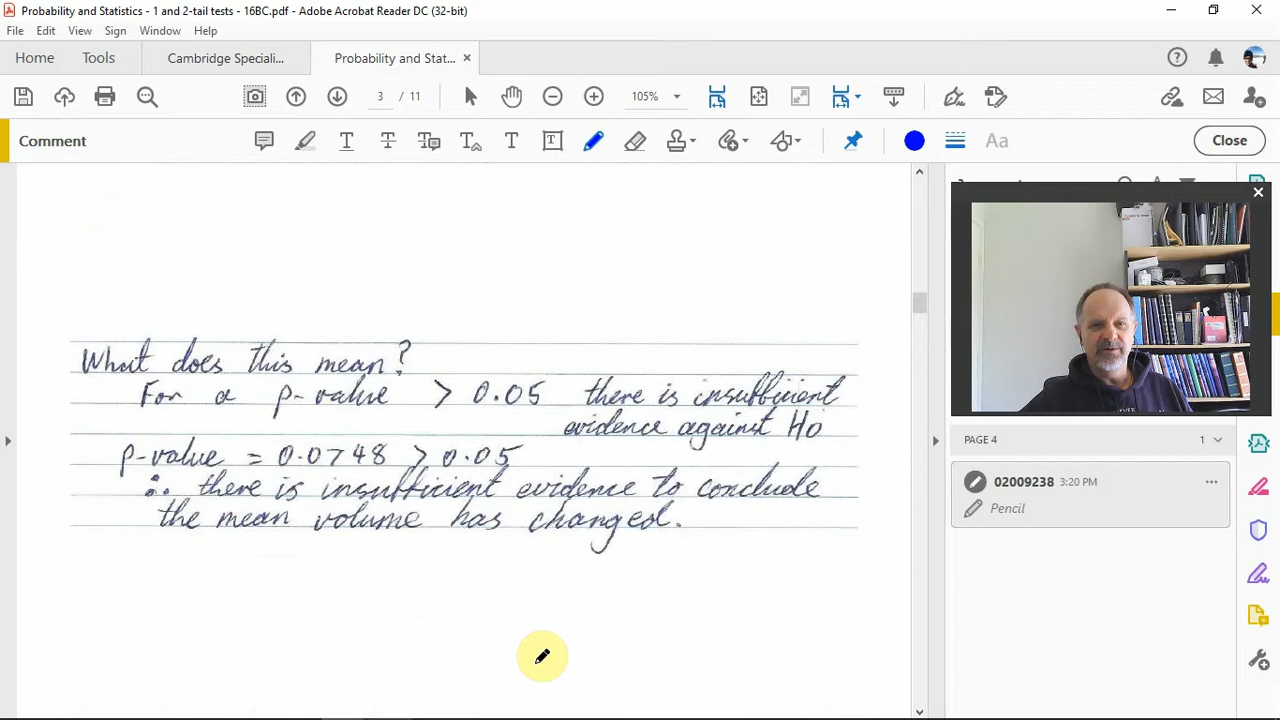 Probability and Statistics - 1 and 2-tail tests - 16BC.pdf - Adobe Acrobat Reader DC (32-bit)
File Edit View Sign Window Help
Home Tools Cambridge Speciali... Probability and Stat... ×
3 / 11 105%
Comment Aa Close
What does this mean?
For a p-value > 0.05 there is insufficient
evidence against H0
p-value = 0.0748 > 0.05
∴ there is insufficient evidence to conclude
the mean volume has changed.
PAGE 4 1
02009238 3:20 PM ...
Pencil